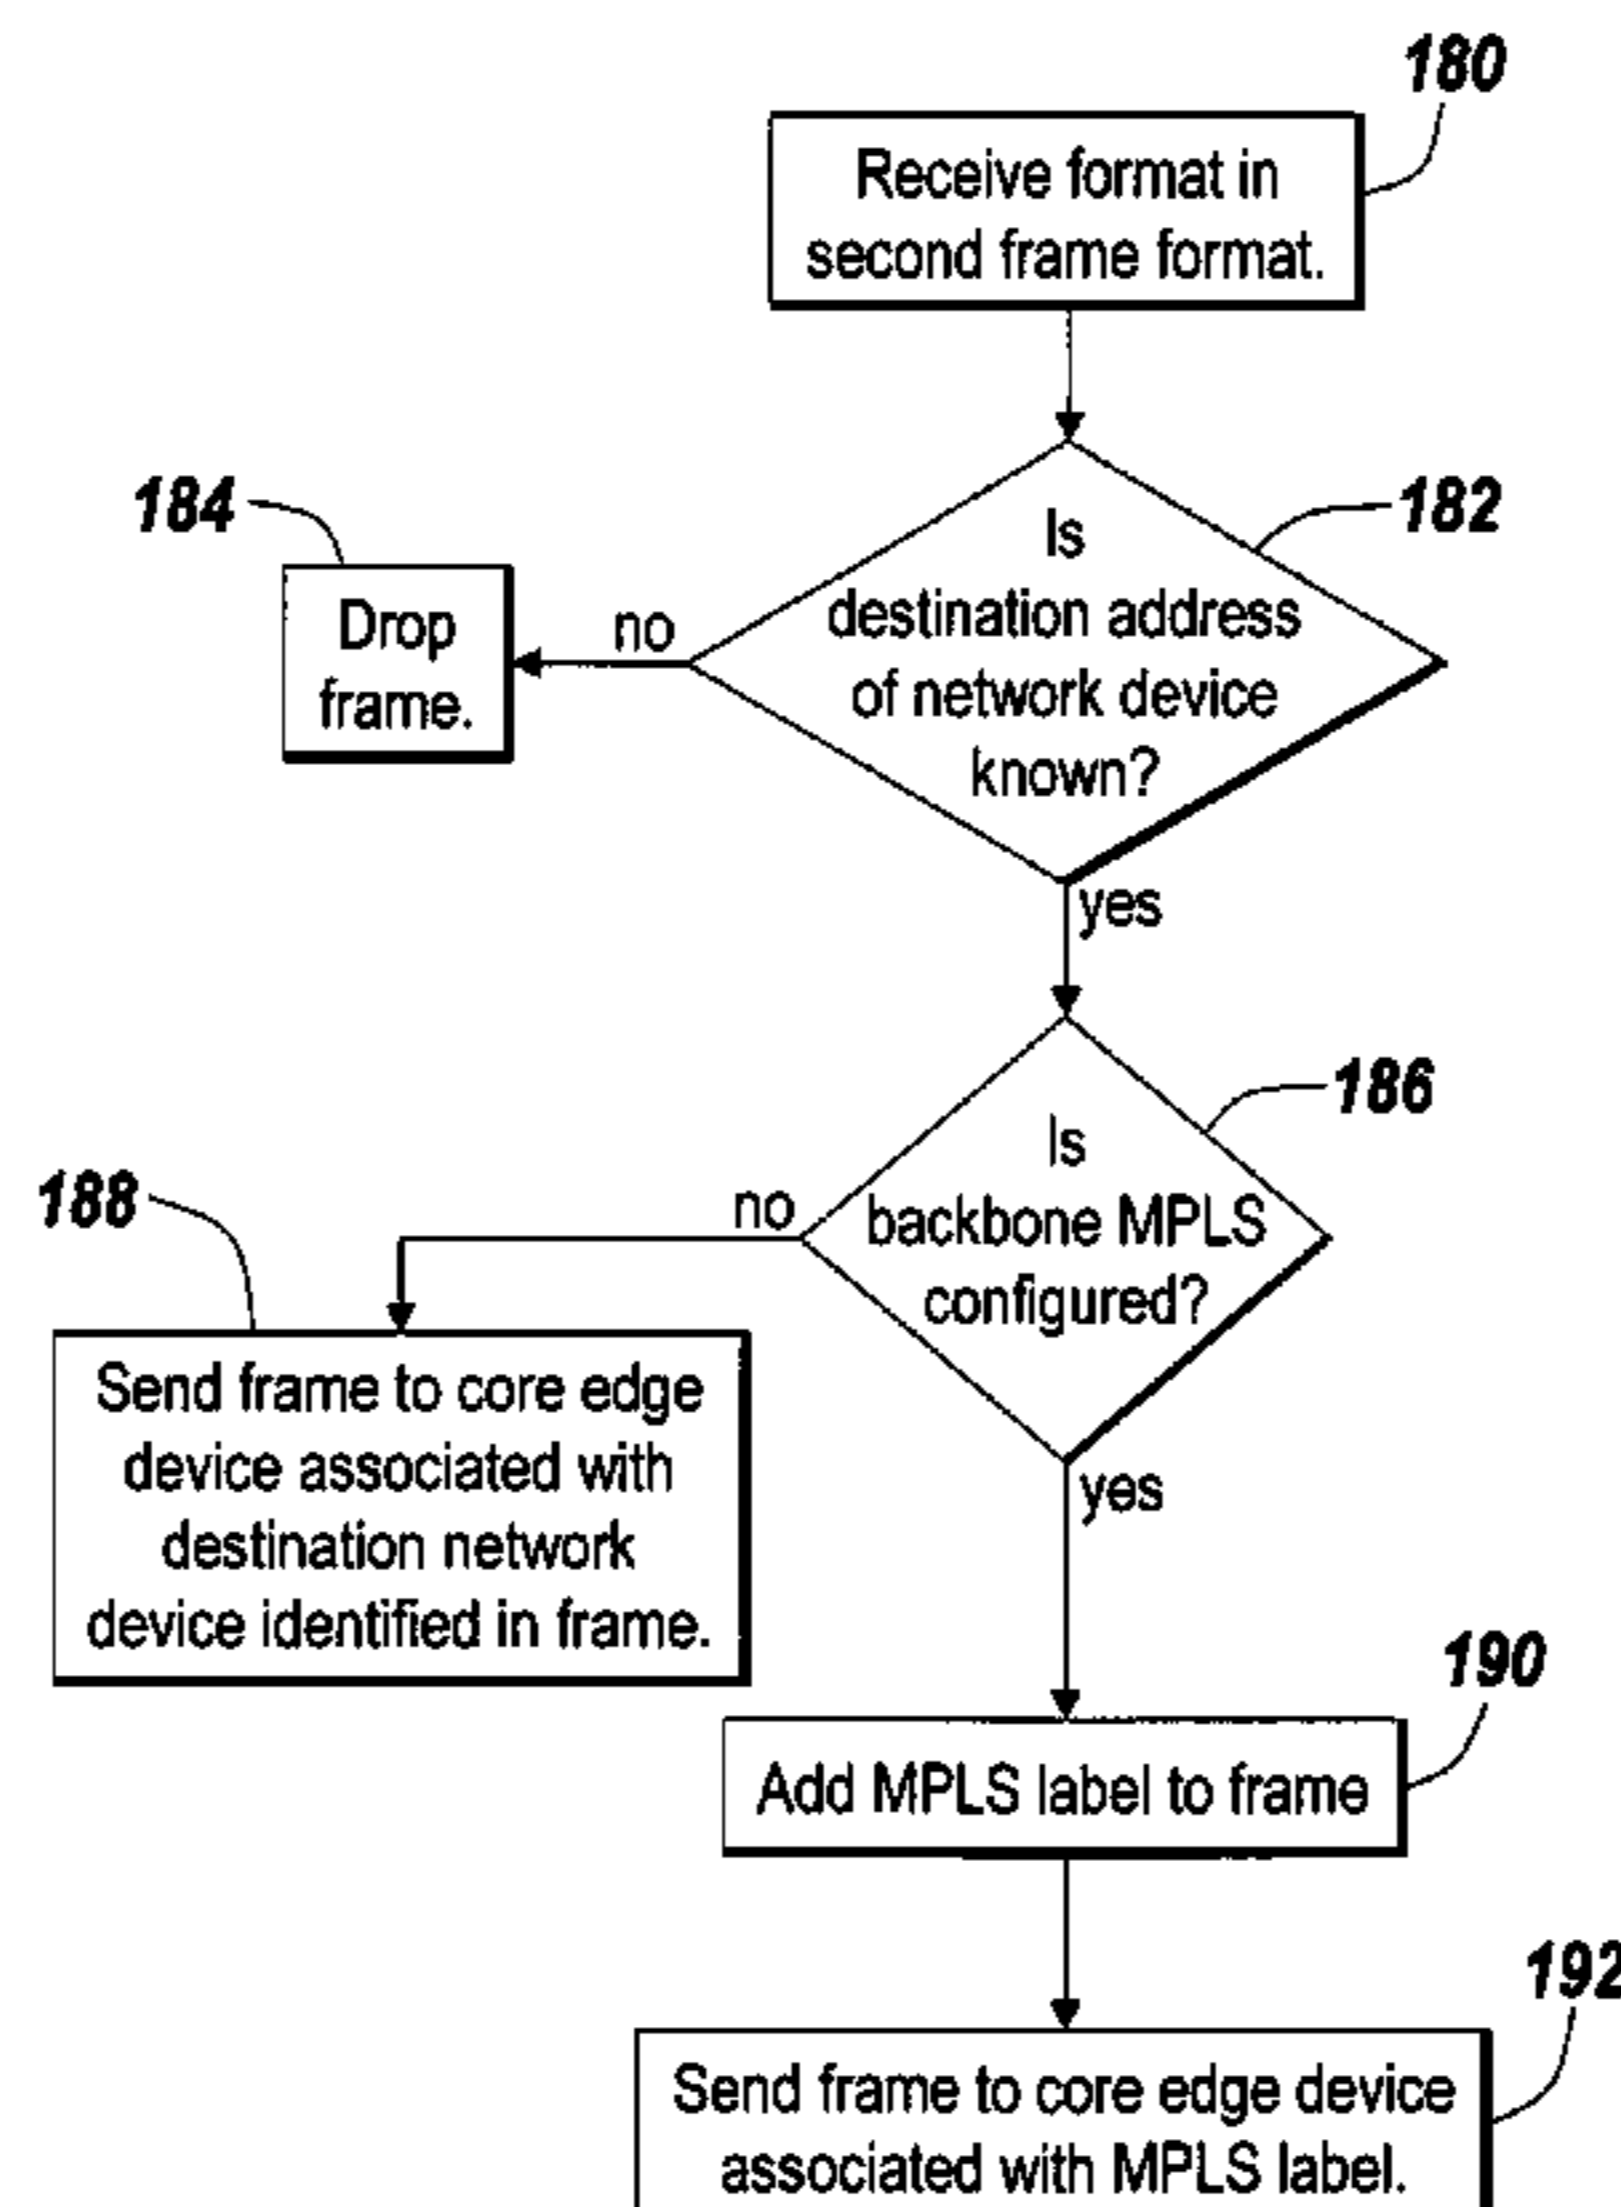 180
Receive format in
second frame format.
182
184
Is
destination address
of network device
known?
no
Drop
frame.
yes
186
Is
backbone MPLS
configured?
no
188
Send frame to core edge
device associated with
destination network
device identified in frame.
yes
190
Add MPLS label to frame
192
Send frame to core edge device
associated with MPLS label.